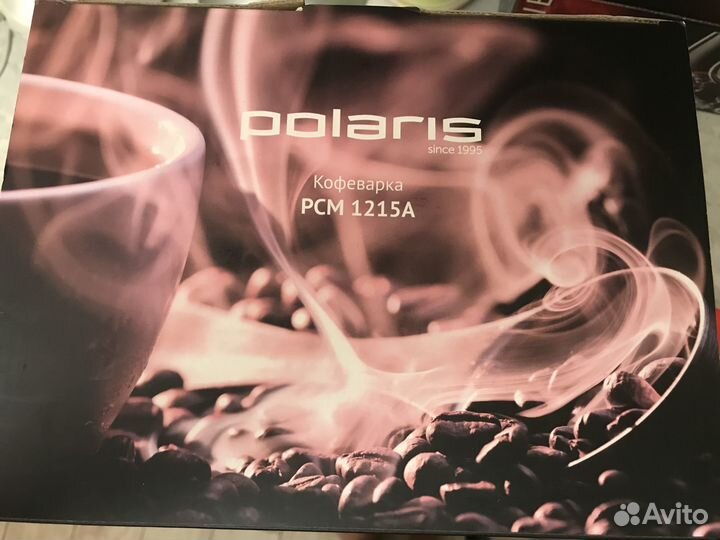 polaris
since 1995
Кофеварка
PCM 1215A
Avito